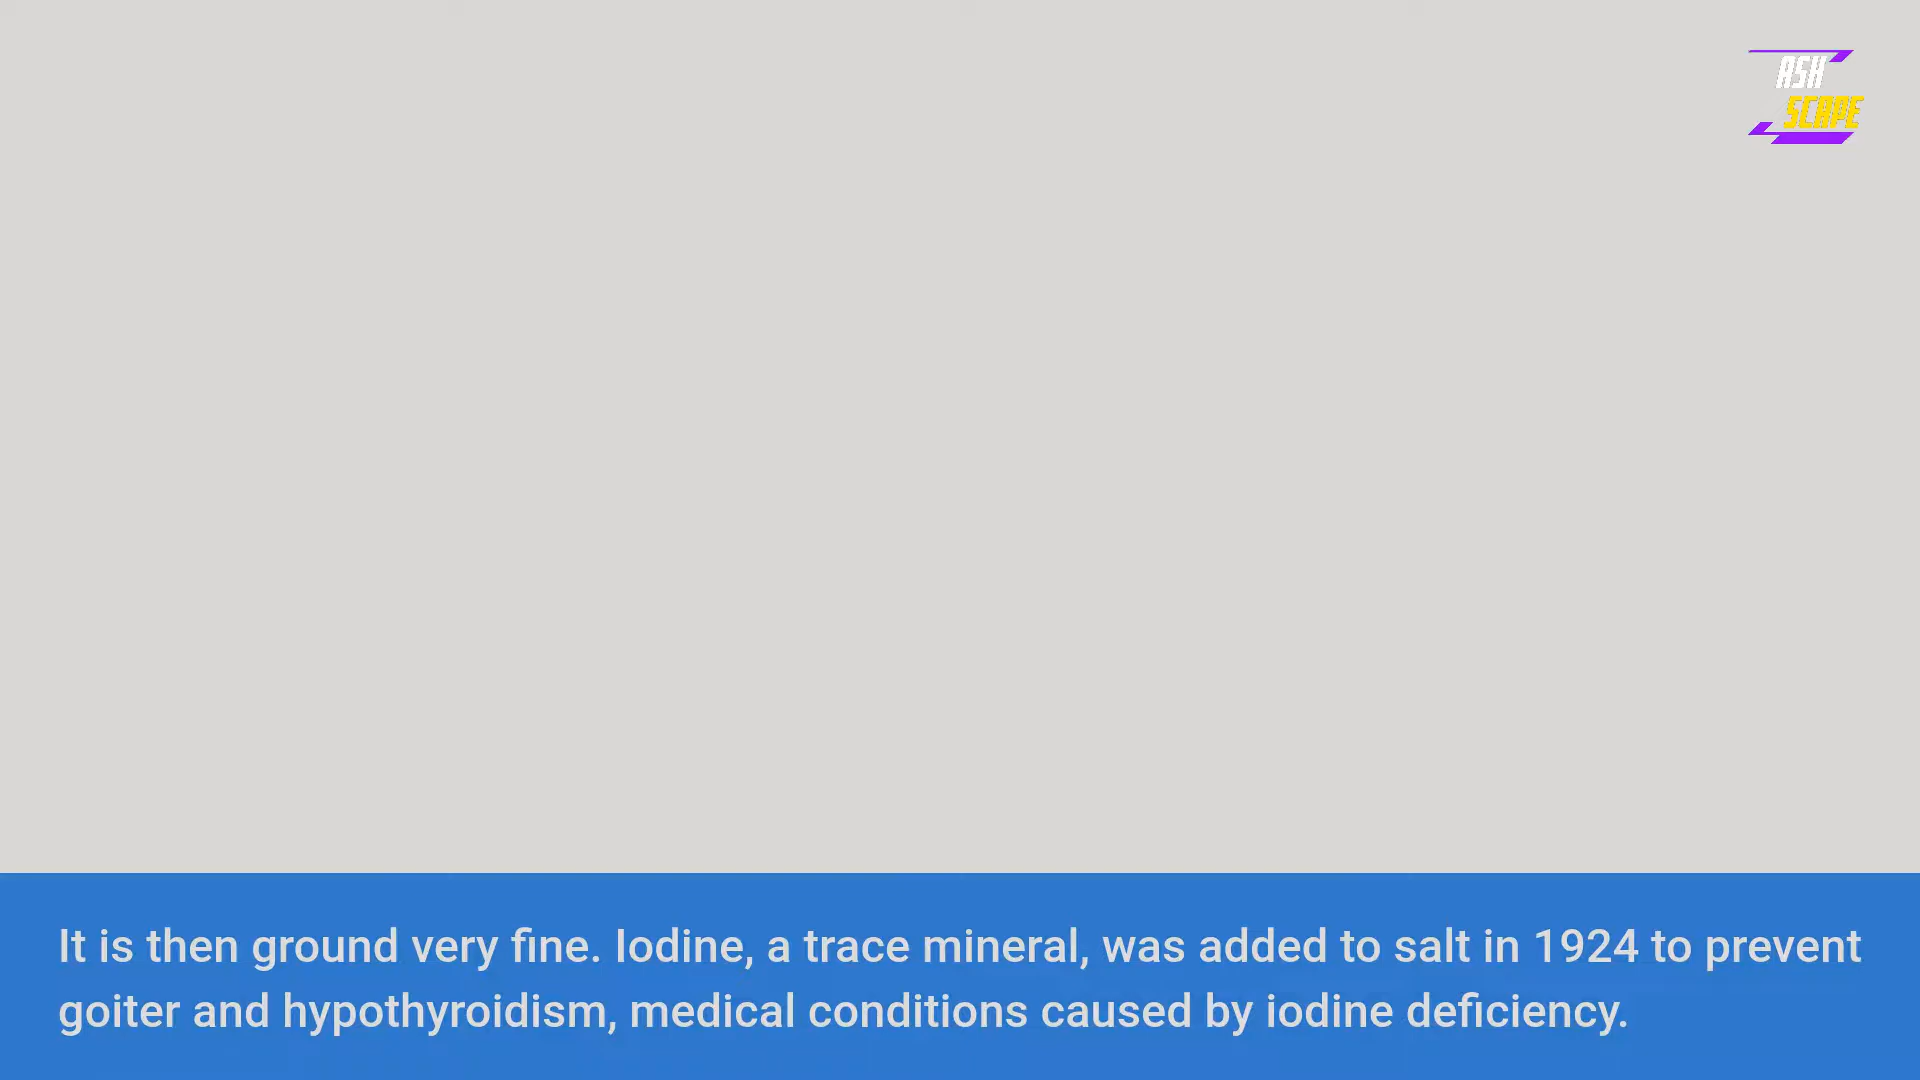 ASH
SCAPE
It is then ground very fine. Iodine, a trace mineral, was added to salt in 1924 to prevent
goiter and hypothyroidism, medical conditions caused by iodine deficiency.